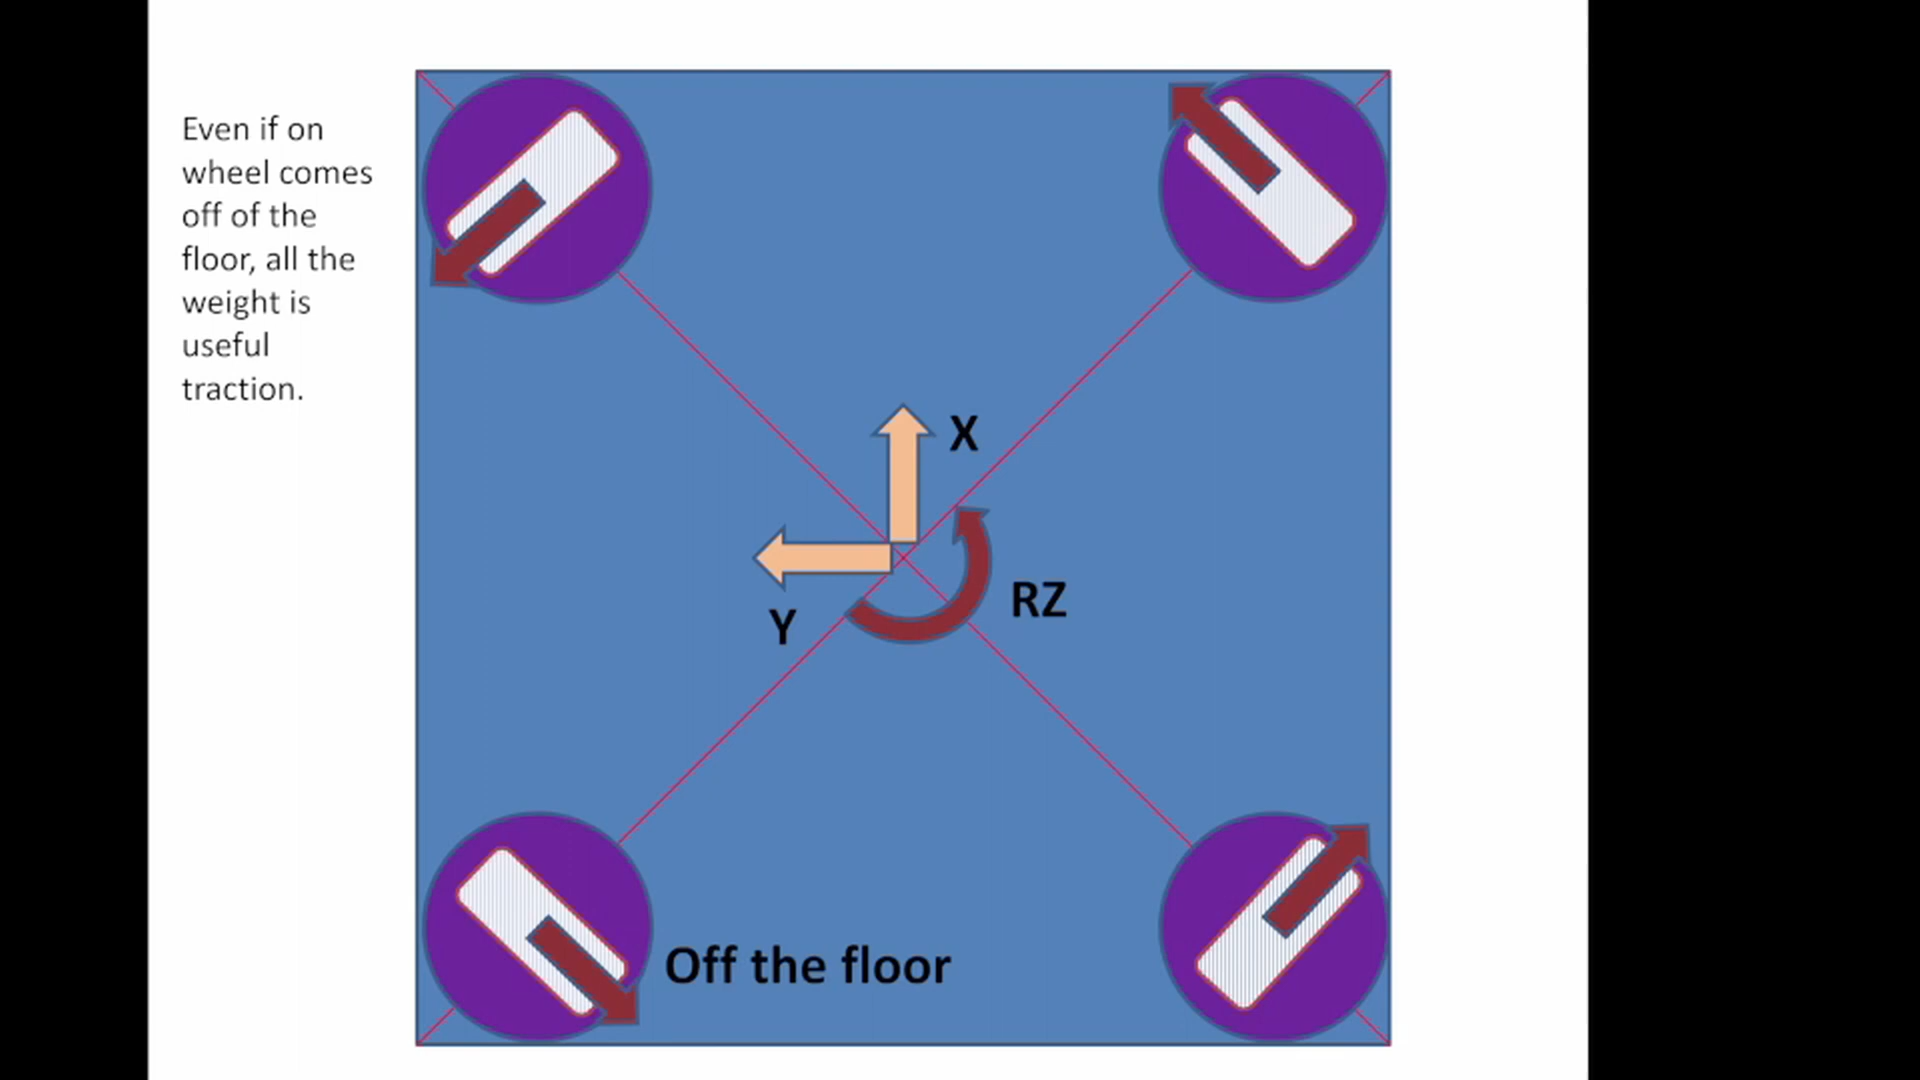 Even if on
wheel comes
off of the
floor, all the
weight is
useful
traction.
X
Y
RZ
Off the floor